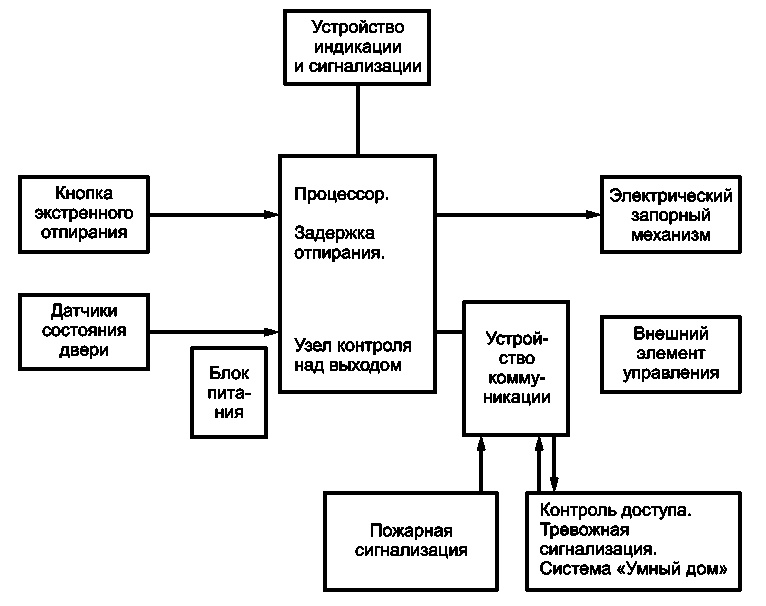 Устройство
индикации
и сигнализации
Кнопка
экстренного
отпирания
Процессор.
Задержка
отпирания.
Узел контроля
над выходом
Электрический
запорный
механизм
Датчики
состояния
двери
Блок
пита-
ния
Устрой-
ство
комму-
никации
Внешний
элемент
управления
Пожарная
сигнализация
Контроль доступа.
Тревожная
сигнализация.
Система «Умный дом»